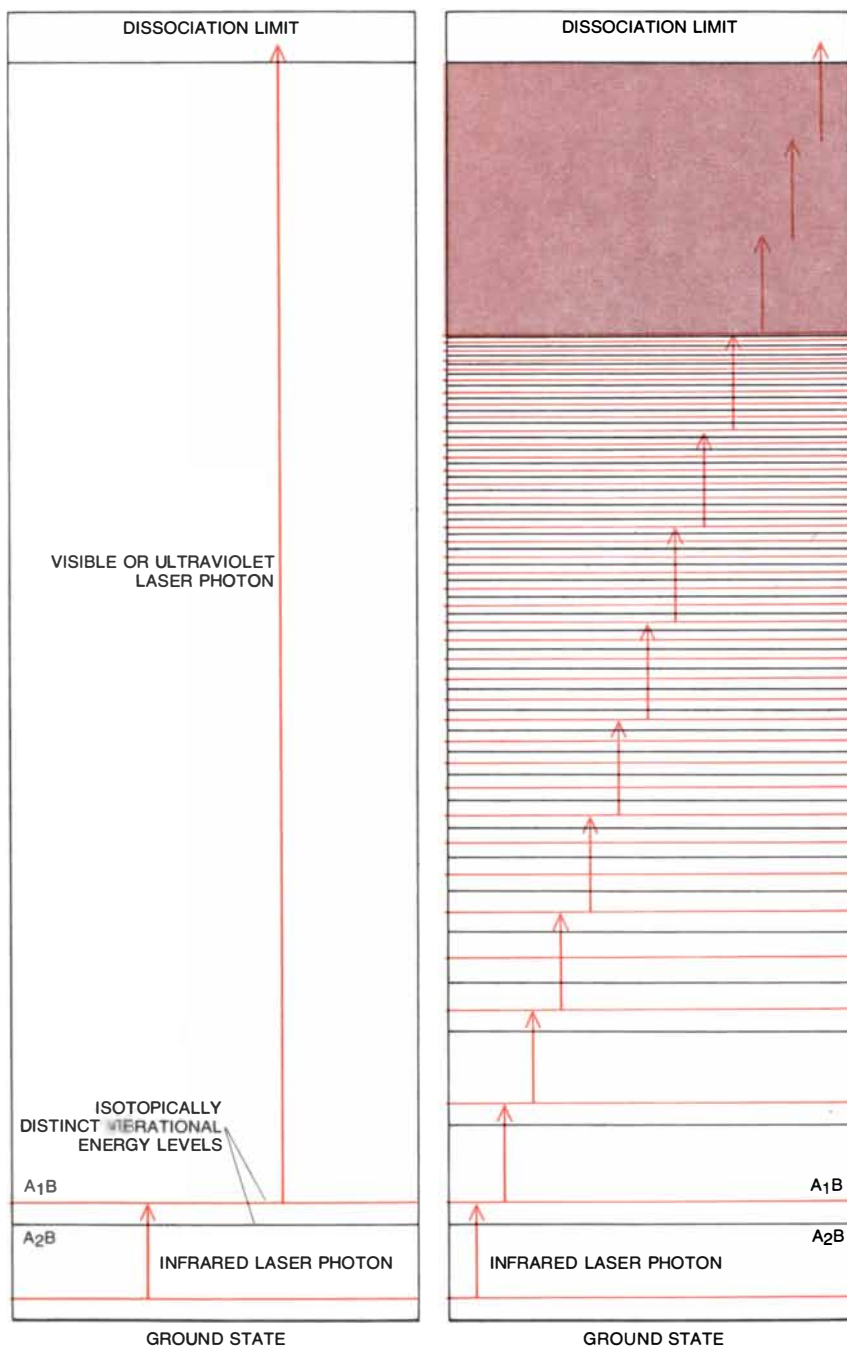 DISSOCIATION LIMIT
VISIBLE OR ULTRAVIOLET
LASER PHOTON
ISOTOPICALLY
DISTINCT VIBRATIONAL
ENERGY LEVELS
A₁B
A₂B
INFRARED LASER PHOTON
GROUND STATE
DISSOCIATION LIMIT
A₁B
A₂B
INFRARED LASER PHOTON
GROUND STATE